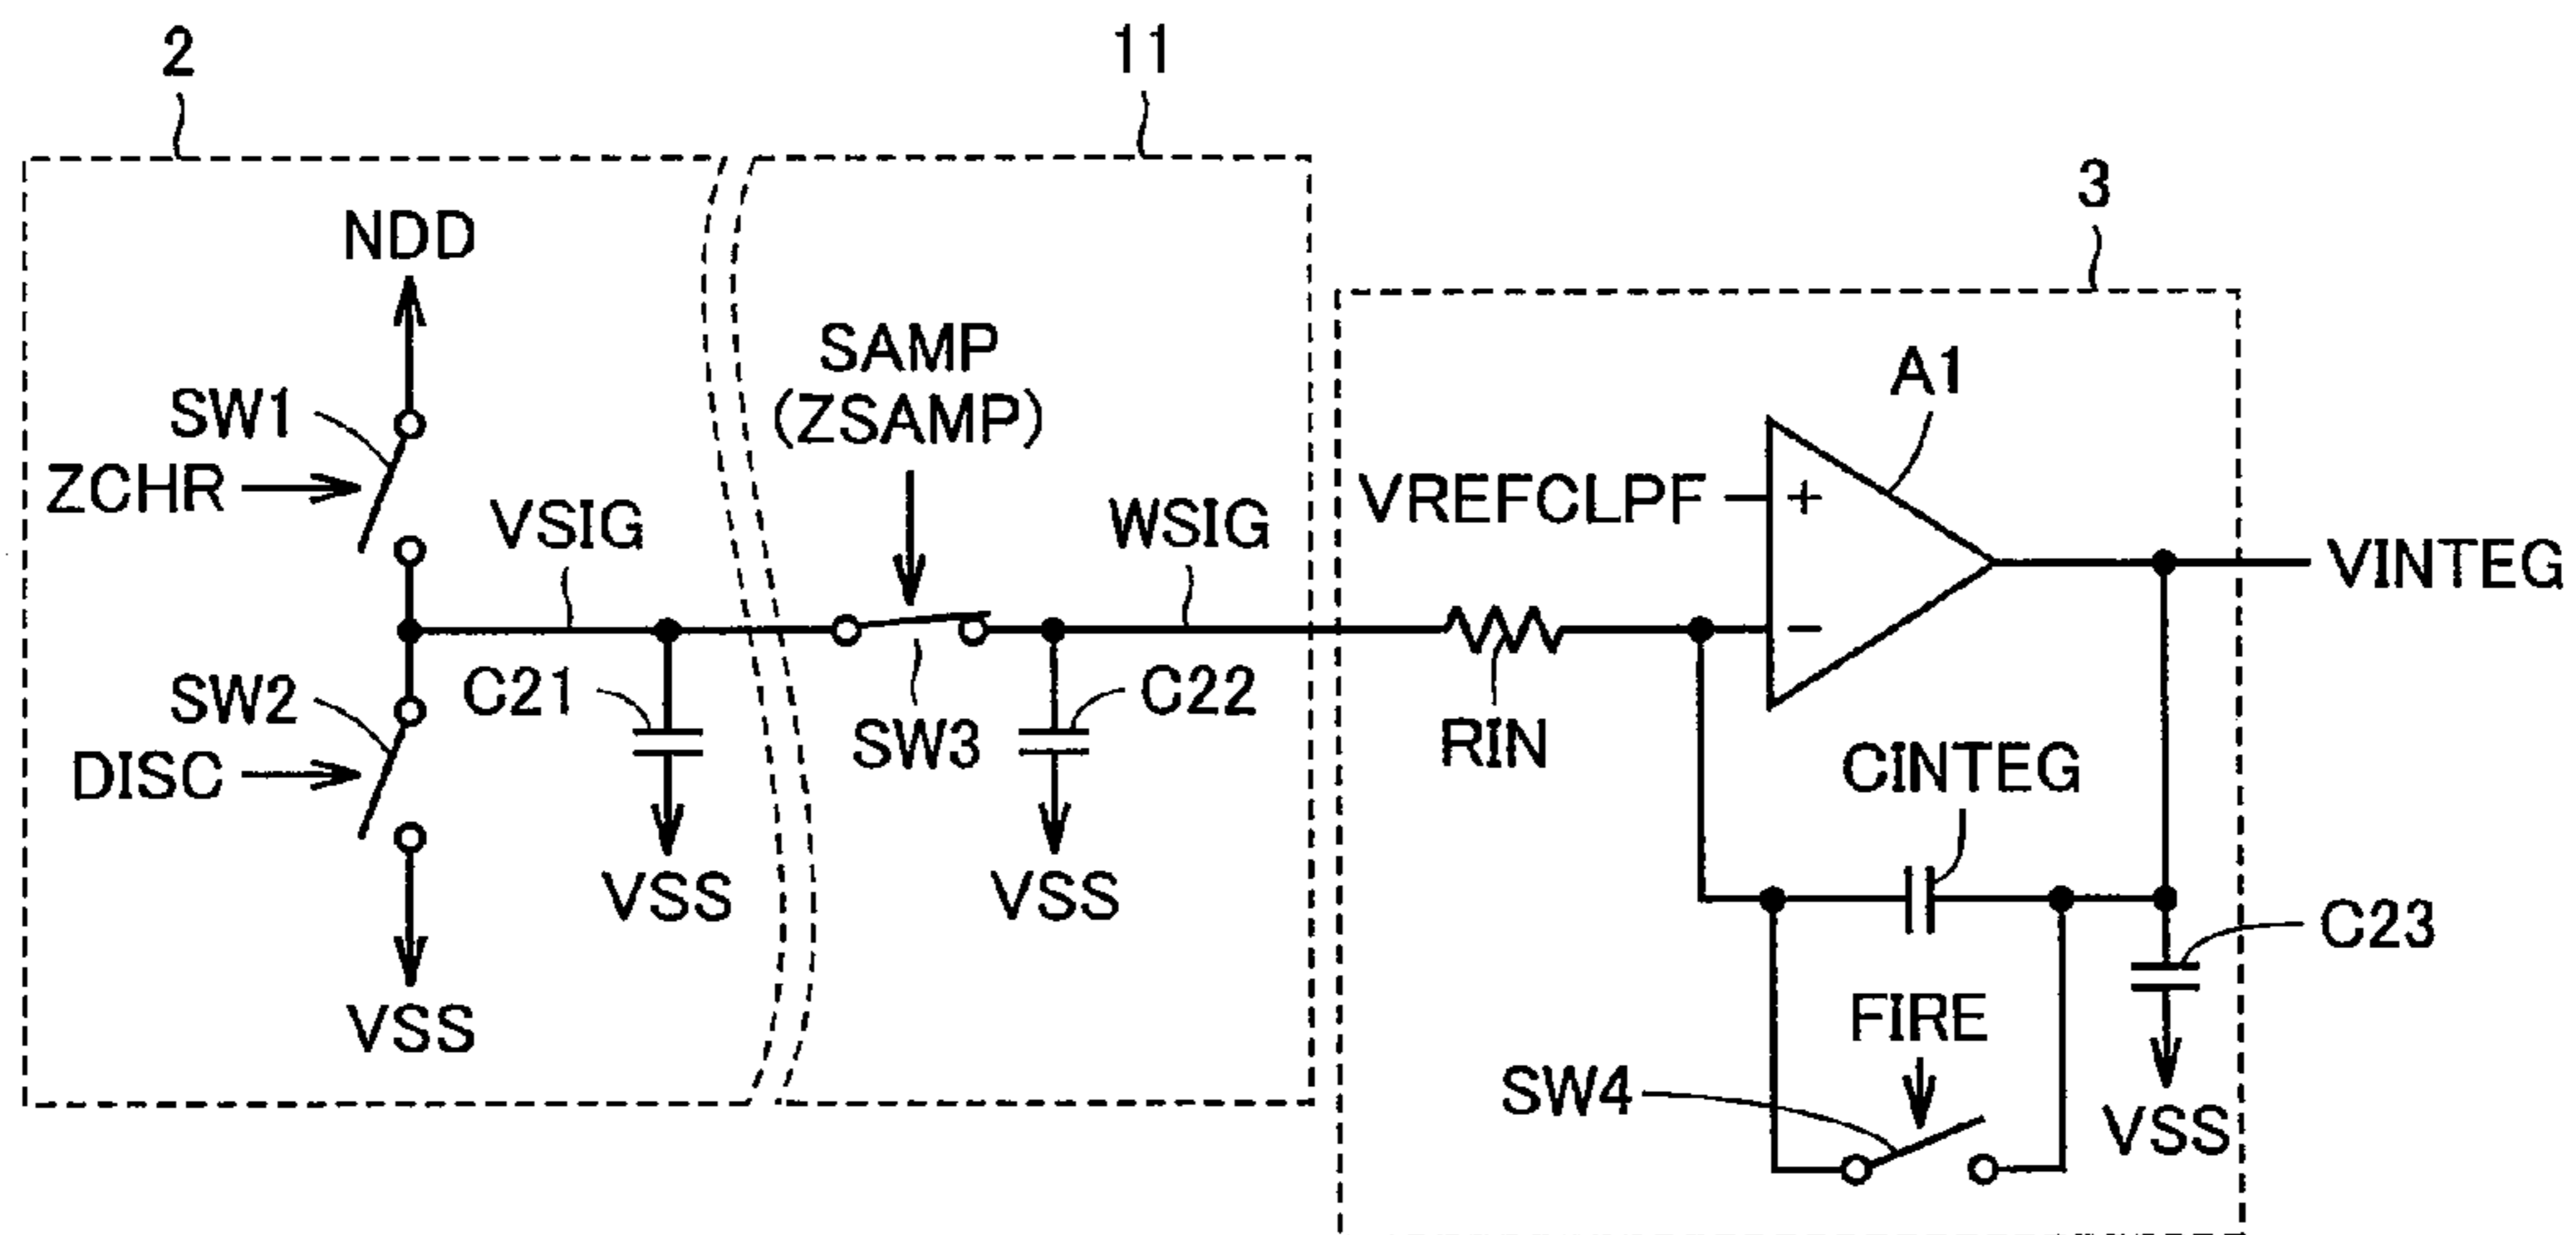 2
11
3
NDD
SW1
ZCHR
VSIG
SAMP
(ZSAMP)
WSIG
VREFCLPF
+
A1
VINTEG
−
SW2
DISC
C21
SW3
C22
RIN
CINTEG
C23
VSS
VSS
VSS
FIRE
SW4
VSS